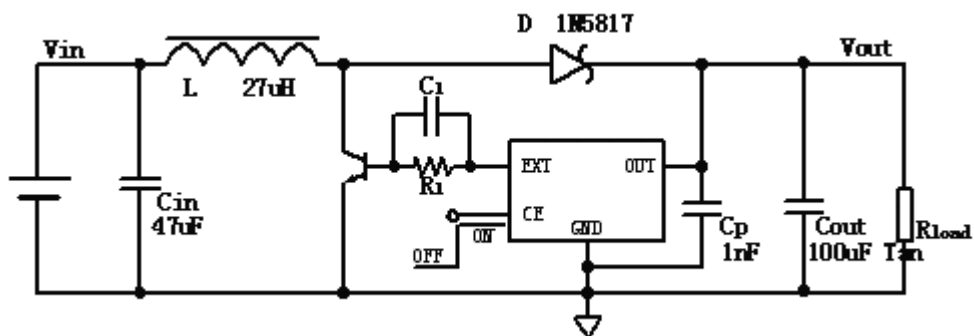 D 1N5817
Vin
Vout
L 27uH
C1
EXT
OUT
R1
Cin
47uF
CE
GND
ON
OFF
Cp
1nF
Cout
100uF Tan
Rload